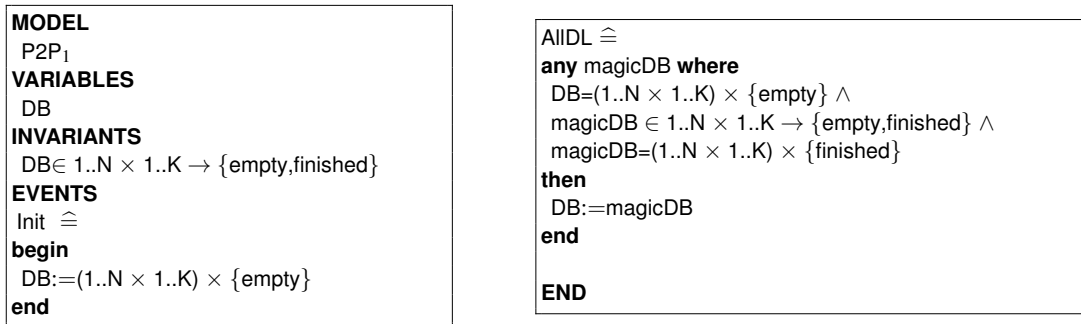 MODEL
P2P₁
VARIABLES
DB
INVARIANTS
DB∈ 1..N × 1..K → {empty,finished}
EVENTS
Init ≙
begin
DB:=(1..N × 1..K) × {empty}
end
AllDL ≙
any magicDB where
DB=(1..N × 1..K) × {empty} ∧
magicDB ∈ 1..N × 1..K → {empty,finished} ∧
magicDB=(1..N × 1..K) × {finished}
then
DB:=magicDB
end
END